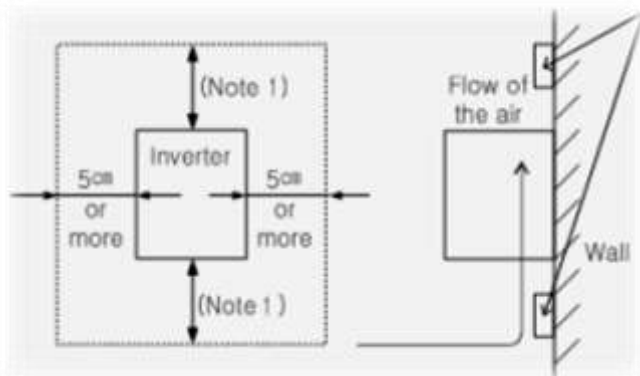 (Note 1)
Inverter
5㎝
or
more
5㎝
or
more
(Note 1)
Flow of
the air
Wall